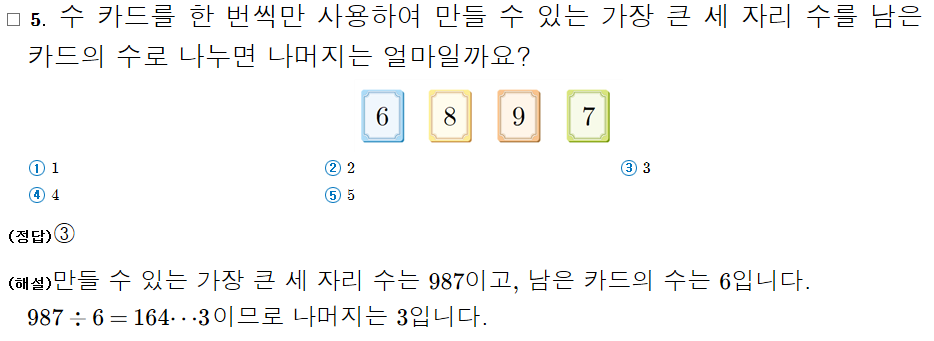 □ 5. 수 카드를 한 번씩만 사용하여 만들 수 있는 가장 큰 세 자리 수를 남은
카드의 수로 나누면 나머지는 얼마일까요?
6 8 9 7
① 1 ② 2 ③ 3
④ 4 ⑤ 5
(정답)③
(해설)만들 수 있는 가장 큰 세 자리 수는 987이고, 남은 카드의 수는 6입니다.
987 ÷ 6 = 164⋯3이므로 나머지는 3입니다.